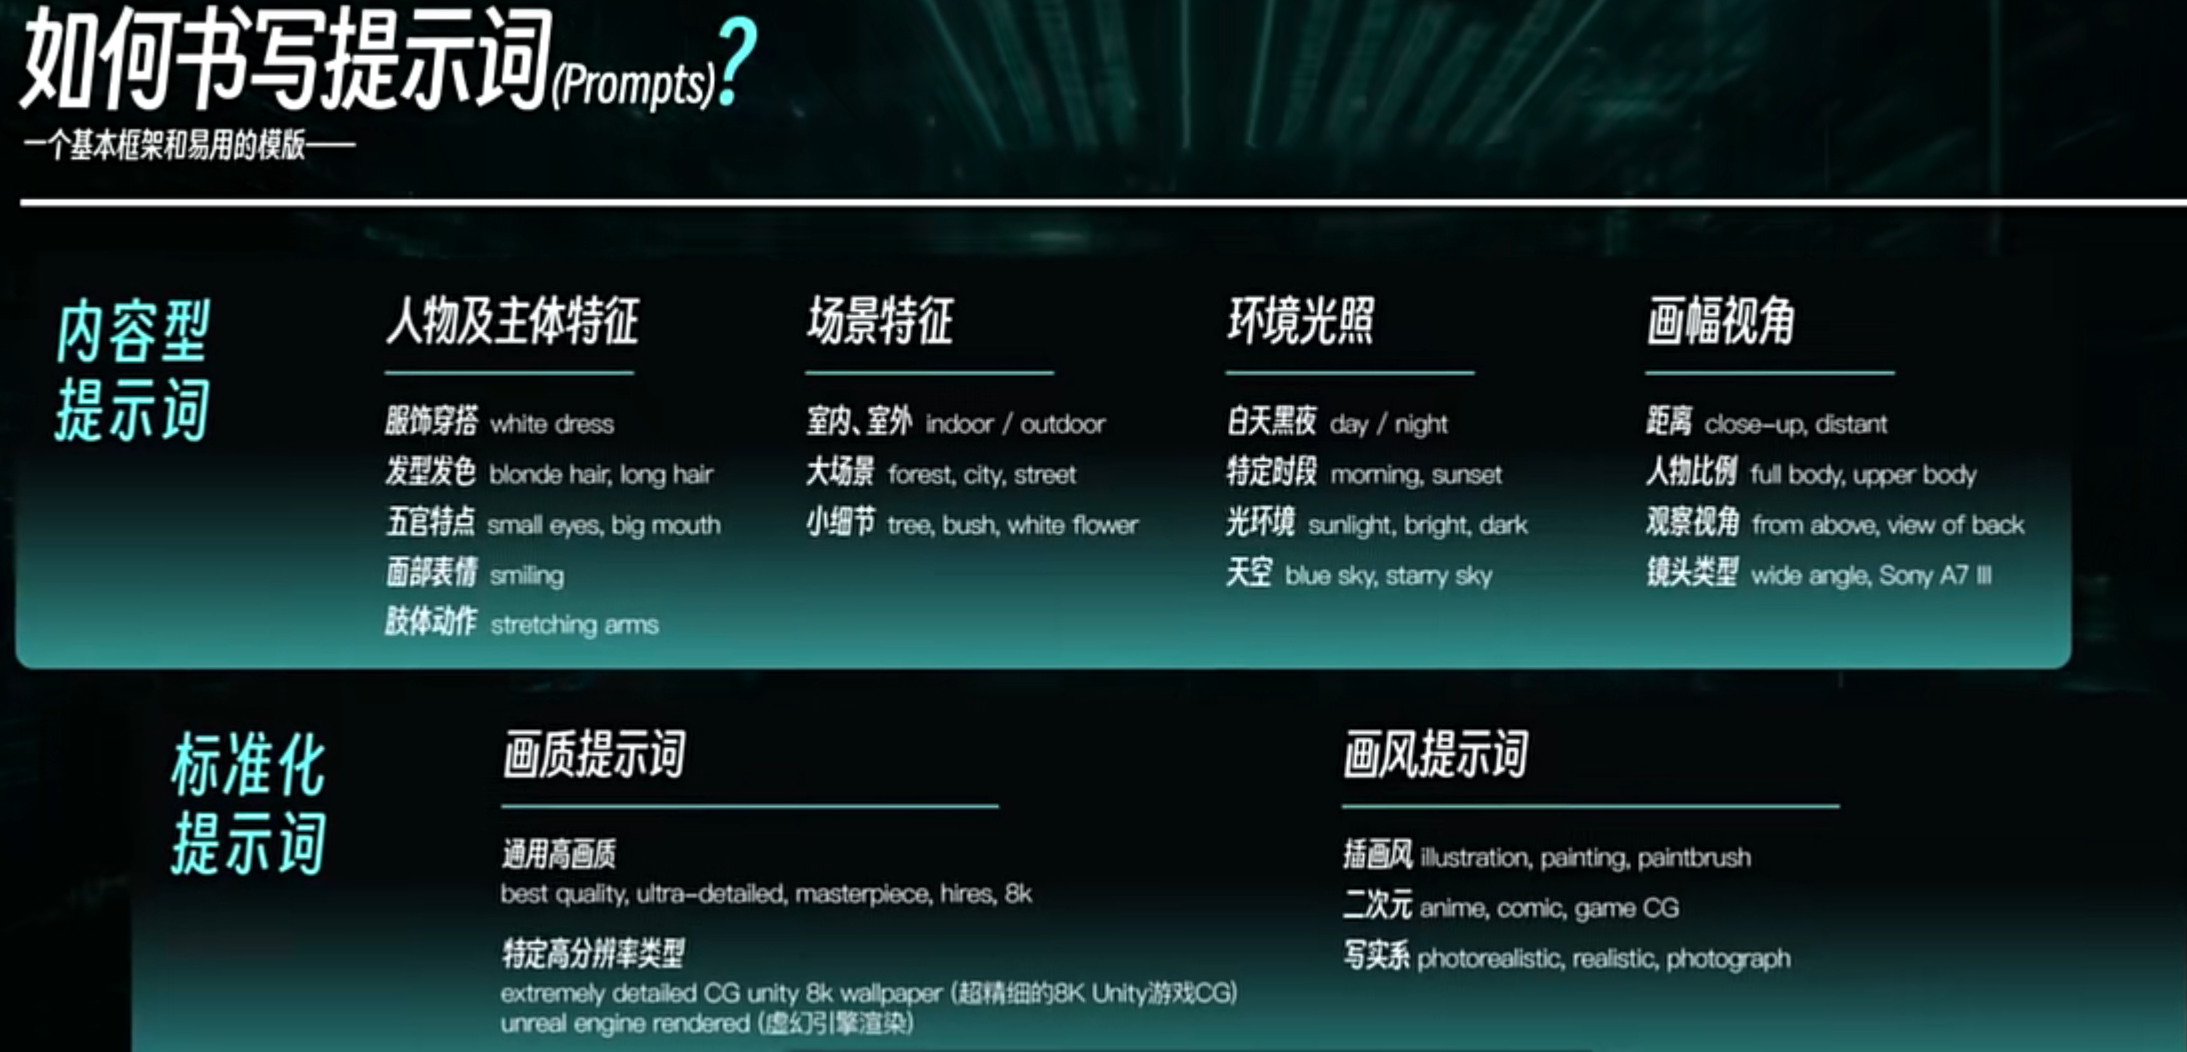 如何书写提示词(Prompts)?
一个基本框架和易用的模版——
内容型
提示词
人物及主体特征
服饰穿搭 white dress
发型发色 blonde hair, long hair
五官特点 small eyes, big mouth
面部表情 smiling
肢体动作 stretching arms
场景特征
室内、室外 indoor / outdoor
大场景 forest, city, street
小细节 tree, bush, white flower
环境光照
白天黑夜 day / night
特定时段 morning, sunset
光环境 sunlight, bright, dark
天空 blue sky, starry sky
画幅视角
距离 close-up, distant
人物比例 full body, upper body
观察视角 from above, view of back
镜头类型 wide angle, Sony A7 III
标准化
提示词
画质提示词
通用高画质
best quality, ultra-detailed, masterpiece, hires, 8k
特定高分辨率类型
extremely detailed CG unity 8k wallpaper (超精细的8K Unity游戏CG)
unreal engine rendered (虚幻引擎渲染)
画风提示词
插画风 illustration, painting, paintbrush
二次元 anime, comic, game CG
写实系 photorealistic, realistic, photograph